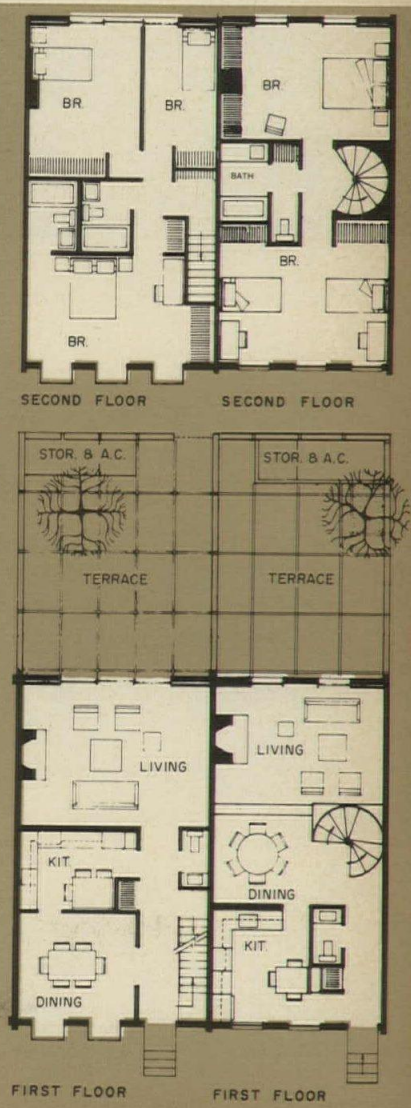 BR.
BR.
BR.
BATH
BR.
BR.
SECOND FLOOR
SECOND FLOOR
STOR. & A.C.
STOR. & A.C.
TERRACE
TERRACE
LIVING
LIVING
KIT.
DINING
DINING
KIT.
FIRST FLOOR
FIRST FLOOR